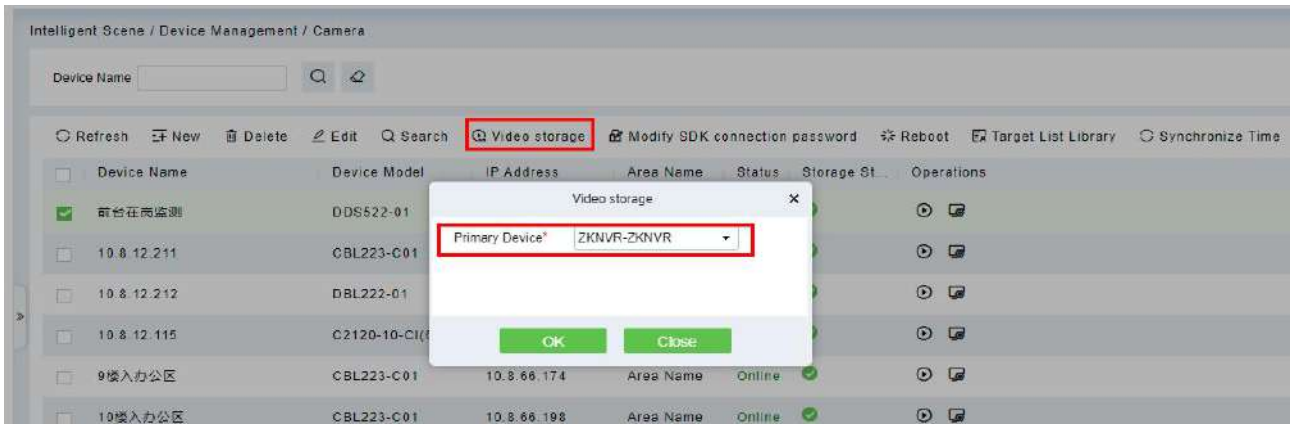 Intelligent Scene / Device Management / Camera
Device Name
Refresh New Delete Edit Search Video storage Modify SDK connection password Reboot Target List Library Synchronize Time
Device Name Device Model IP Address Area Name Status Storage St... Operations
Video storage
前台在岗监测 DDS522-01
Primary Device* ZKNVR-ZKNVR
10.8.12.211 CBL223-C01
10.8.12.212 DBL222-01
10.8.12.115 C2120-10-CI(
OK Close
9楼入办公区 CBL223-C01 10.8.66.174 Area Name Online
10楼入办公区 CBL223-C01 10.8.66.198 Area Name Online